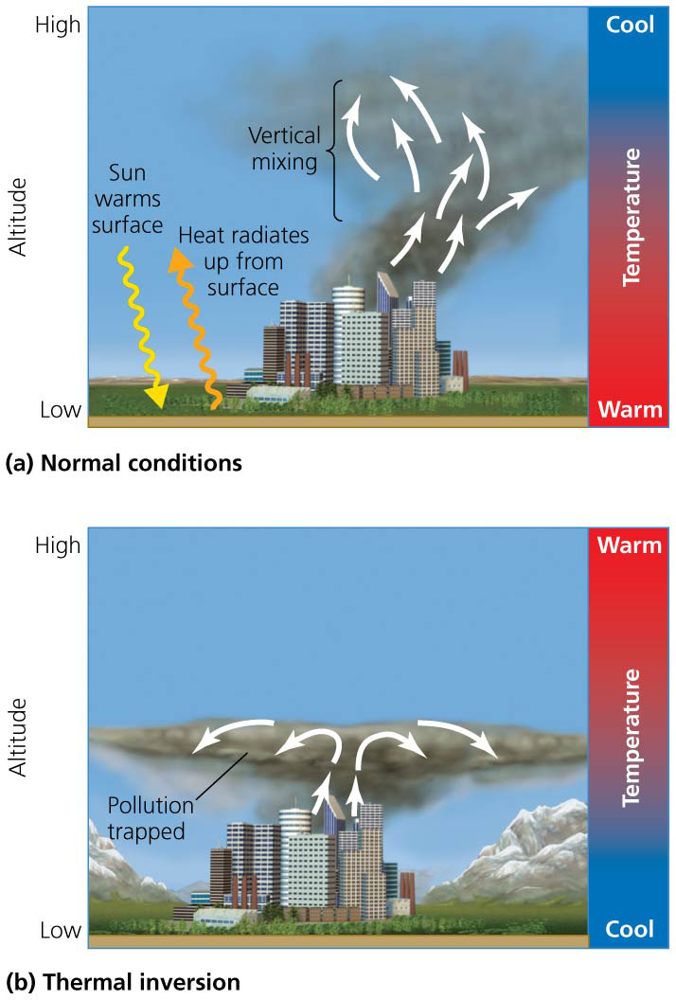 High
Cool
Vertical
mixing
Sun
warms
surface
Heat radiates
up from
surface
Altitude
Temperature
Low
Warm
(a) Normal conditions
High
Warm
Altitude
Temperature
Pollution
trapped
Low
Cool
(b) Thermal inversion